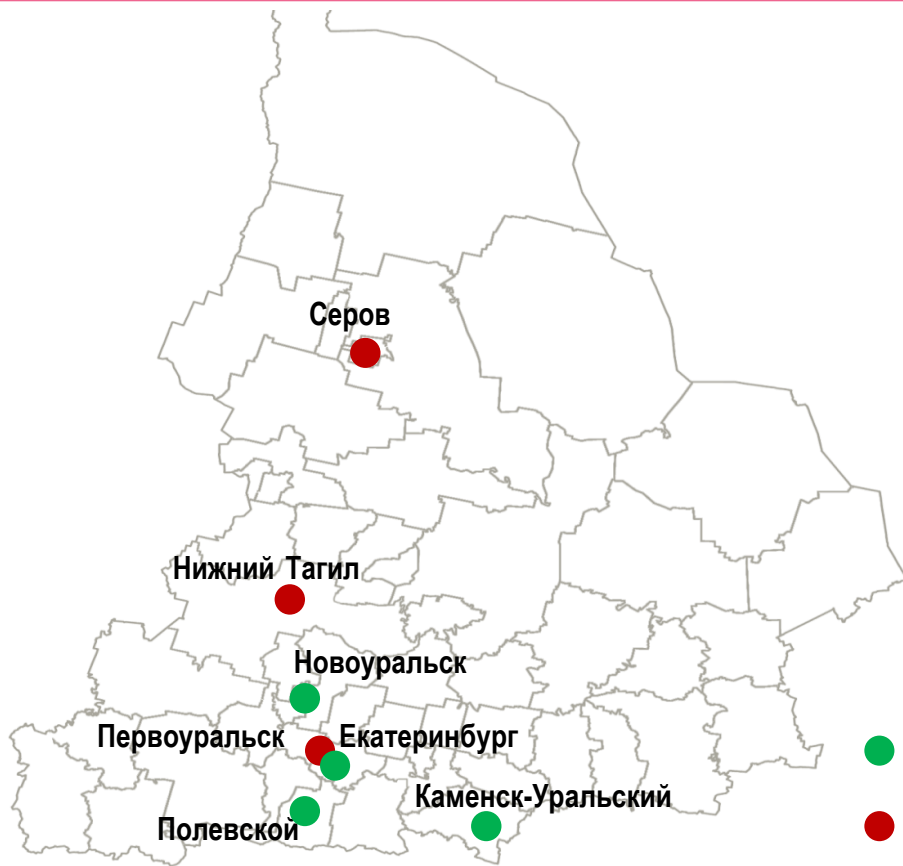 Серов
Нижний Тагил
Новоуральск
Первоуральск
Екатеринбург
Каменск-Уральский
Полевской